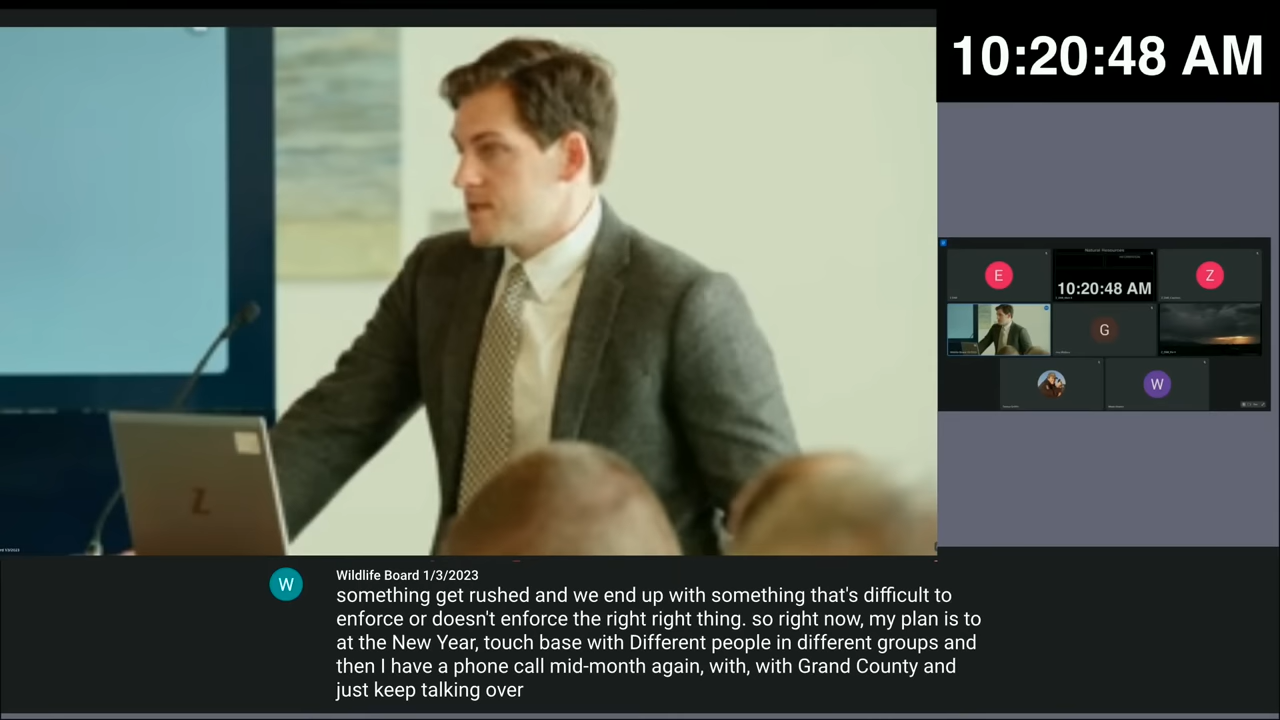 10:20:48 AM
E
10:20:48 AM
Z
G
W
W
Wildlife Board 1/3/2023
something get rushed and we end up with something that's difficult to
enforce or doesn't enforce the right right thing. so right now, my plan is to
at the New Year, touch base with Different people in different groups and
then I have a phone call mid-month again, with, with Grand County and
just keep talking over